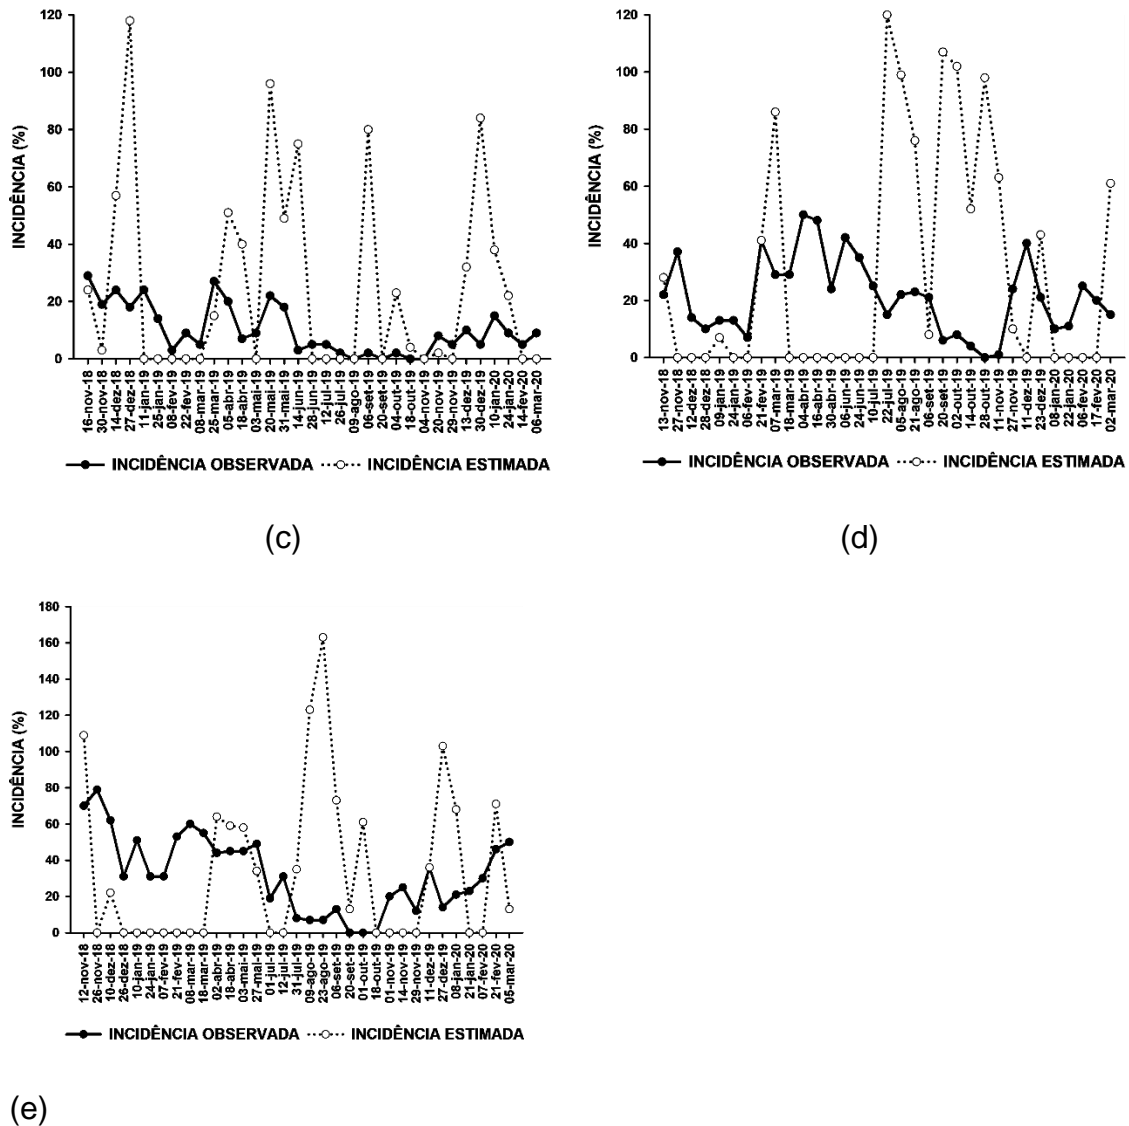 120
100
80
60
40
20
0
INCIDÊNCIA (%)
16-nov-18
30-nov-18
14-dez-18
27-dez-18
11-jan-19
25-jan-19
08-fev-19
22-fev-19
08-mar-19
25-mar-19
05-abr-19
18-abr-19
03-mai-19
20-mai-19
31-mai-19
14-jun-19
28-jun-19
12-jul-19
26-jul-19
09-ago-19
06-set-19
20-set-19
04-out-19
18-out-19
04-nov-19
20-nov-19
29-nov-19
13-dez-19
30-dez-19
10-jan-20
24-jan-20
14-fev-20
06-mar-20
INCIDÊNCIA OBSERVADA INCIDÊNCIA ESTIMADA
(c)
120
100
80
60
40
20
0
INCIDÊNCIA (%)
13-nov-18
27-nov-18
12-dez-18
28-dez-18
09-jan-19
24-jan-19
06-fev-19
21-fev-19
07-mar-19
18-mar-19
04-abr-19
16-abr-19
30-abr-19
06-jun-19
24-jun-19
10-jul-19
22-jul-19
05-ago-19
21-ago-19
06-set-19
20-set-19
02-out-19
14-out-19
28-out-19
11-nov-19
27-nov-19
11-dez-19
23-dez-19
08-jan-20
22-jan-20
06-fev-20
17-fev-20
02-mar-20
INCIDÊNCIA OBSERVADA INCIDÊNCIA ESTIMADA
(d)
180
160
140
120
100
80
60
40
20
0
INCIDÊNCIA (%)
12-nov-18
26-nov-18
10-dez-18
26-dez-18
10-jan-19
24-jan-19
07-fev-19
21-fev-19
08-mar-19
18-mar-19
02-abr-19
18-abr-19
03-mai-19
27-mai-19
01-jul-19
12-jul-19
31-jul-19
09-ago-19
23-ago-19
06-set-19
20-set-19
01-out-19
18-out-19
01-nov-19
14-nov-19
29-nov-19
11-dez-19
27-dez-19
08-jan-20
21-jan-20
07-fev-20
21-fev-20
05-mar-20
INCIDÊNCIA OBSERVADA INCIDÊNCIA ESTIMADA
(e)